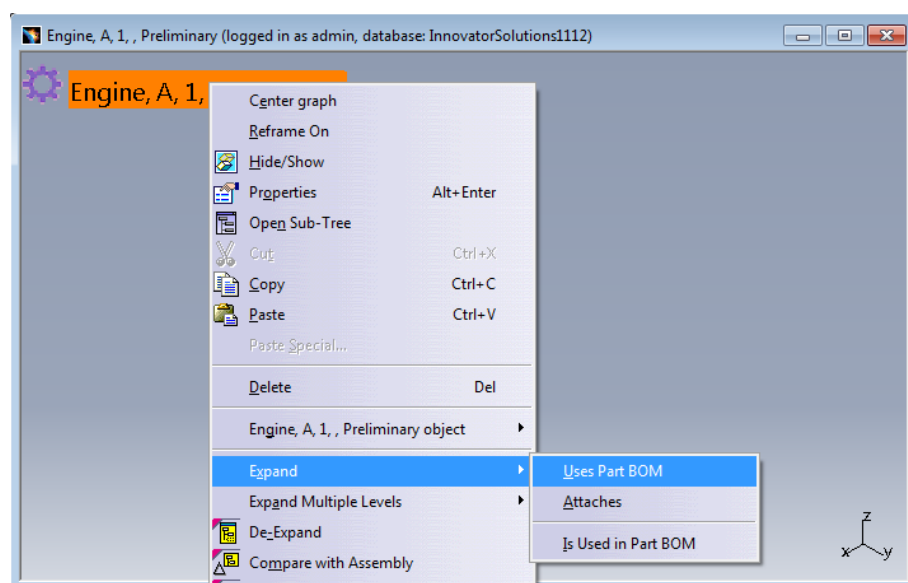 Engine, A, 1, , Preliminary (logged in as admin, database: InnovatorSolutions1112)
Engine, A, 1,
Center graph
Reframe On
Hide/Show
Properties Alt+Enter
Open Sub-Tree
Cut Ctrl+X
Copy Ctrl+C
Paste Ctrl+V
Paste Special...
Delete Del
Engine, A, 1, , Preliminary object
Expand
Uses Part BOM
Expand Multiple Levels
Attaches
De-Expand
Is Used in Part BOM
Compare with Assembly
z
x
y